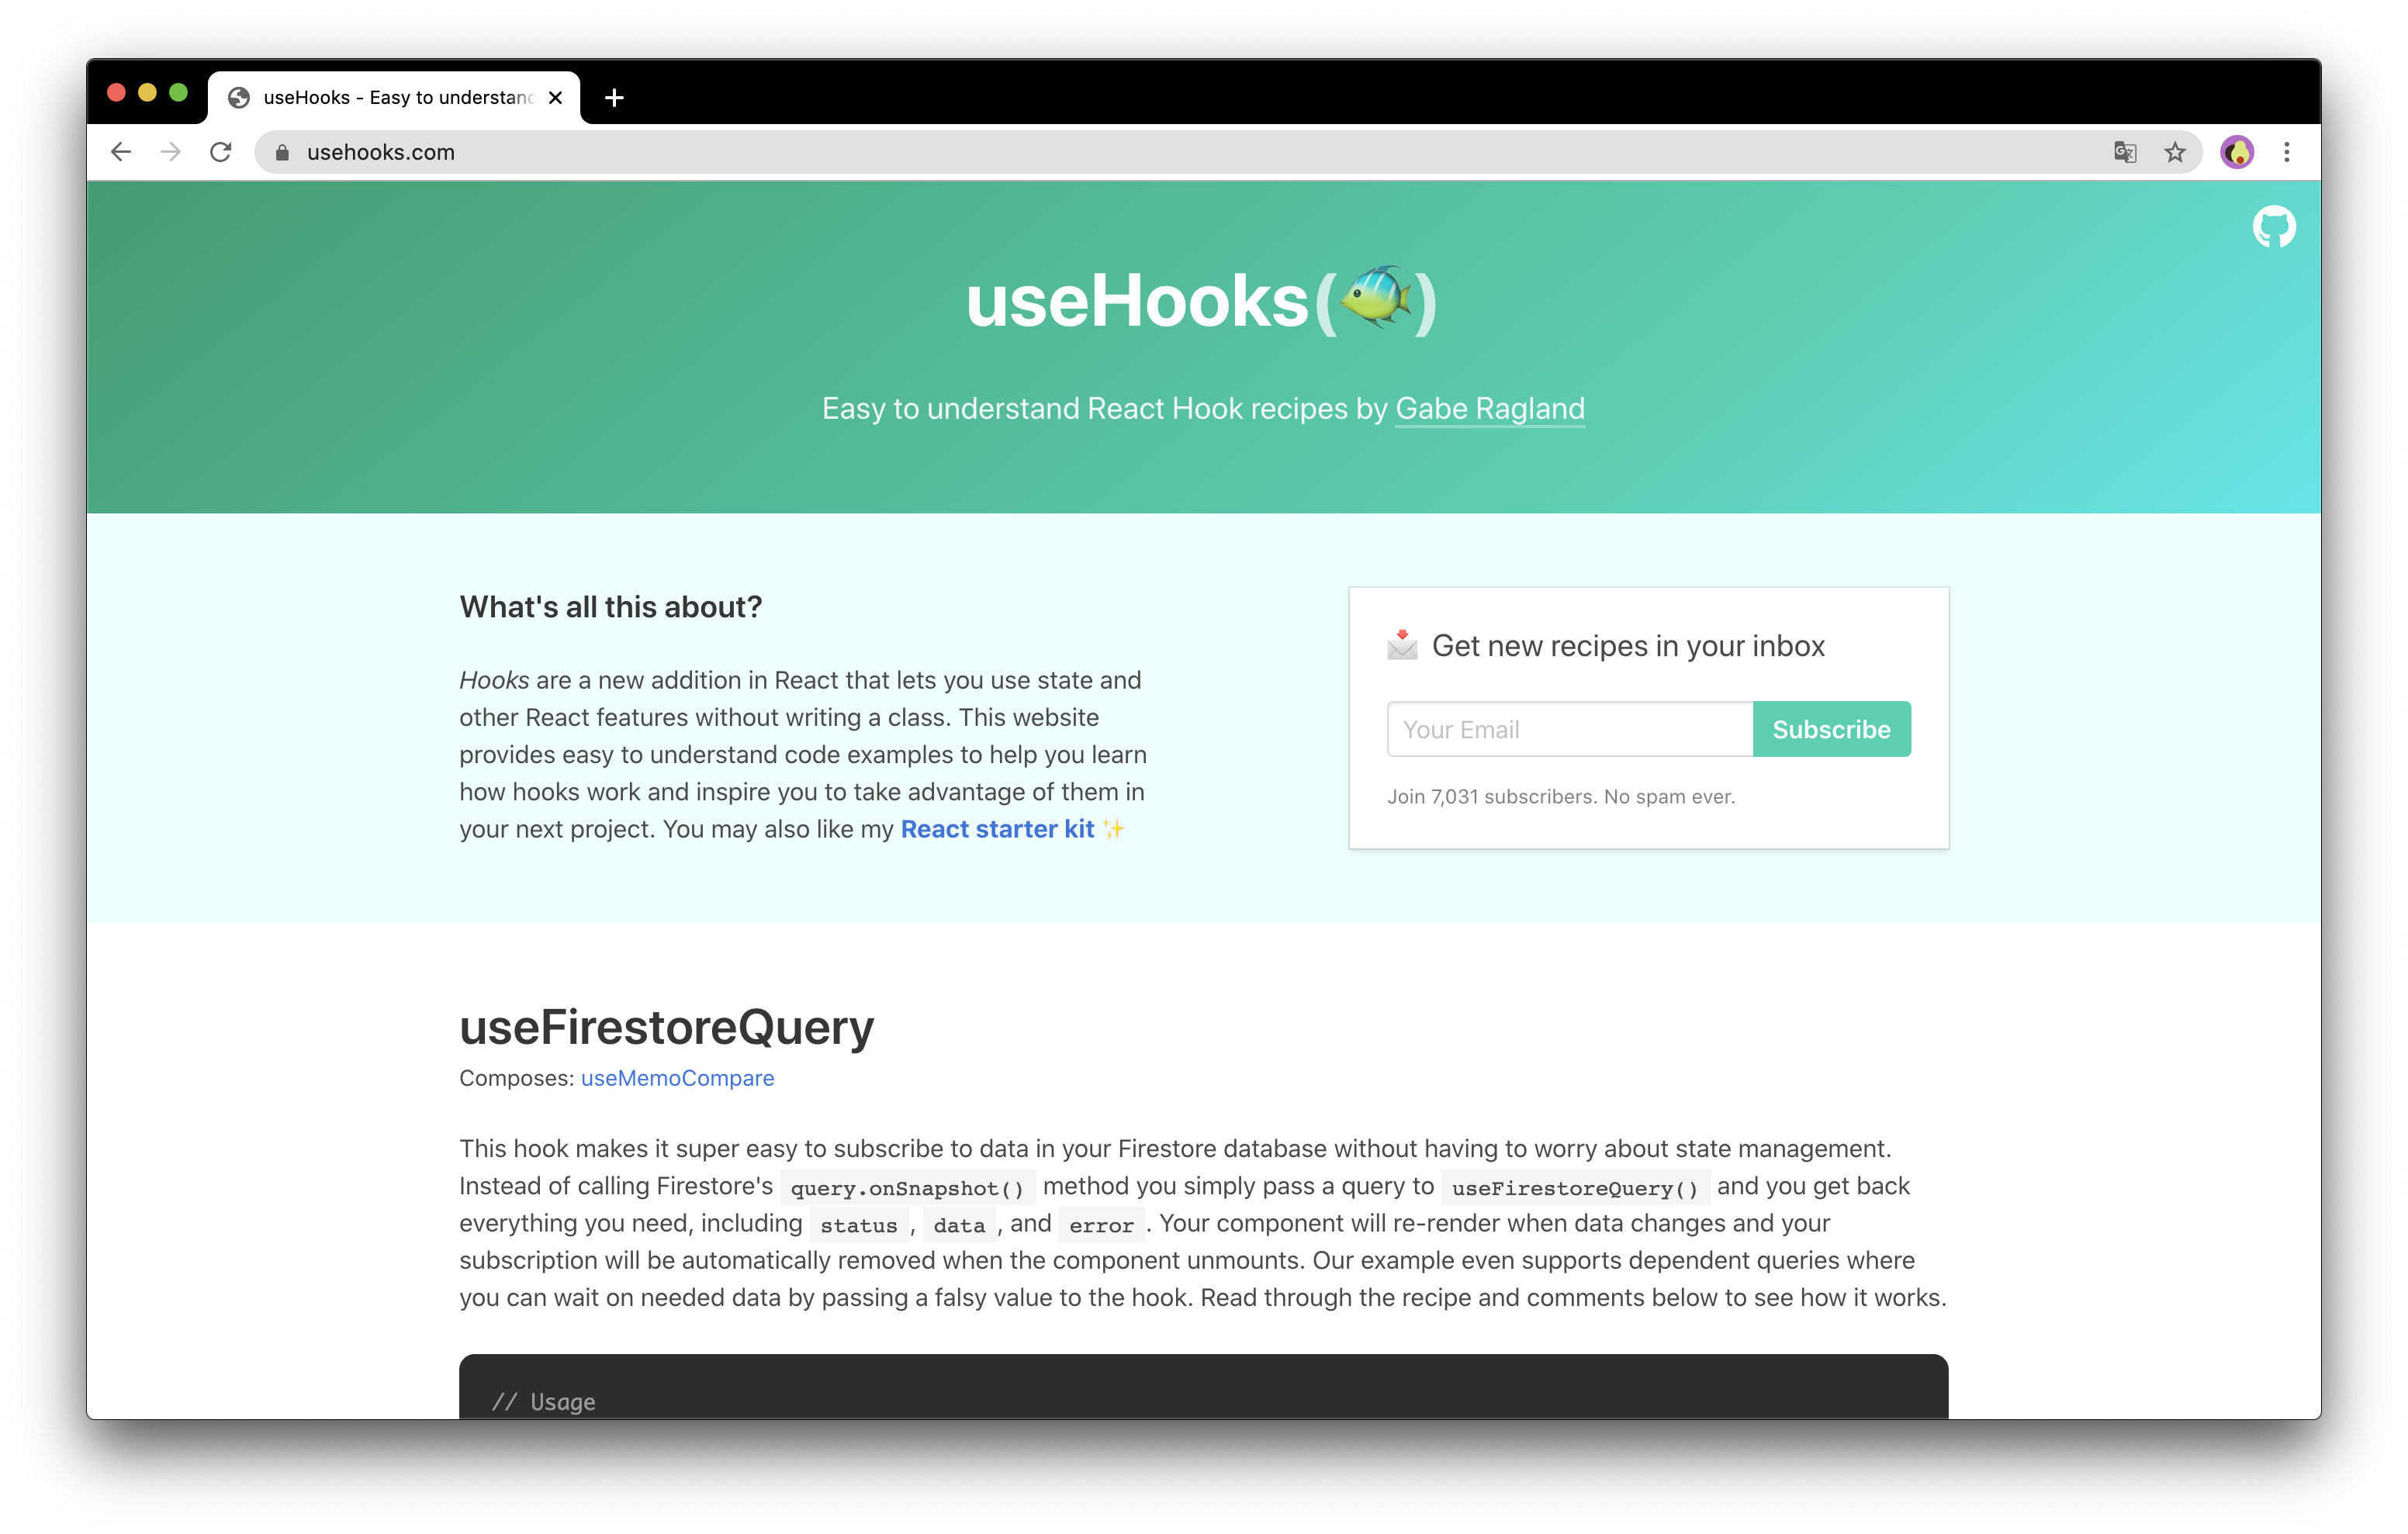 useHooks - Easy to understand
usehooks.com
useHooks(🐠)
Easy to understand React Hook recipes by Gabe Ragland
What's all this about?
Hooks are a new addition in React that lets you use state and
other React features without writing a class. This website
provides easy to understand code examples to help you learn
how hooks work and inspire you to take advantage of them in
your next project. You may also like my React starter kit ✨
📩 Get new recipes in your inbox
Your Email
Subscribe
Join 7,031 subscribers. No spam ever.
useFirestoreQuery
Composes: useMemoCompare
This hook makes it super easy to subscribe to data in your Firestore database without having to worry about state management.
Instead of calling Firestore's query.onSnapshot() method you simply pass a query to useFirestoreQuery() and you get back
everything you need, including status, data, and error. Your component will re-render when data changes and your
subscription will be automatically removed when the component unmounts. Our example even supports dependent queries where
you can wait on needed data by passing a falsy value to the hook. Read through the recipe and comments below to see how it works.
// Usage